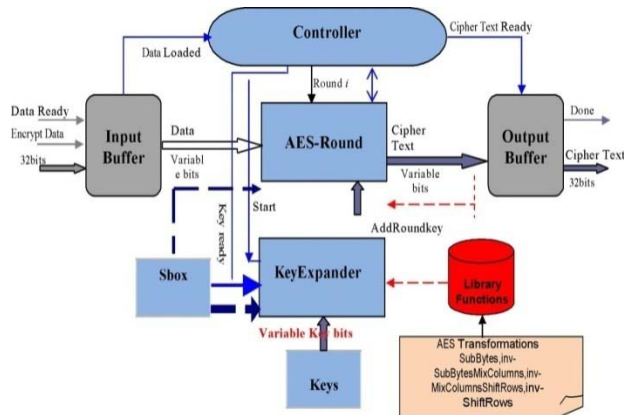 Controller
Data Loaded
Cipher Text Ready
Round i
Data Ready
Encrypt Data
32bits
Input
Buffer
Data
Variabl
e bits
AES-Round
Cipher
Text
Variable
bits
Output
Buffer
Done
Cipher Text
32bits
Key ready
Start
AddRoundkey
Sbox
KeyExpander
Library
Functions
Variable Key bits
Keys
AES Transformations
SubBytes,inv-
SubBytesMixColumns,inv-
MixColumnsShiftRows,inv-
ShiftRows